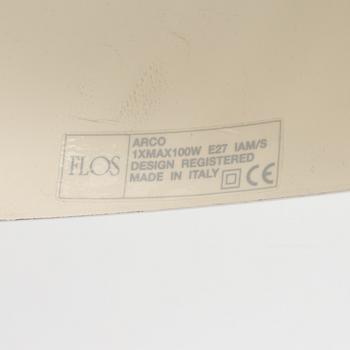 FLOS
ARCO
1XMAX100W E27 IAM/S
DESIGN REGISTERED
MADE IN ITALY CE